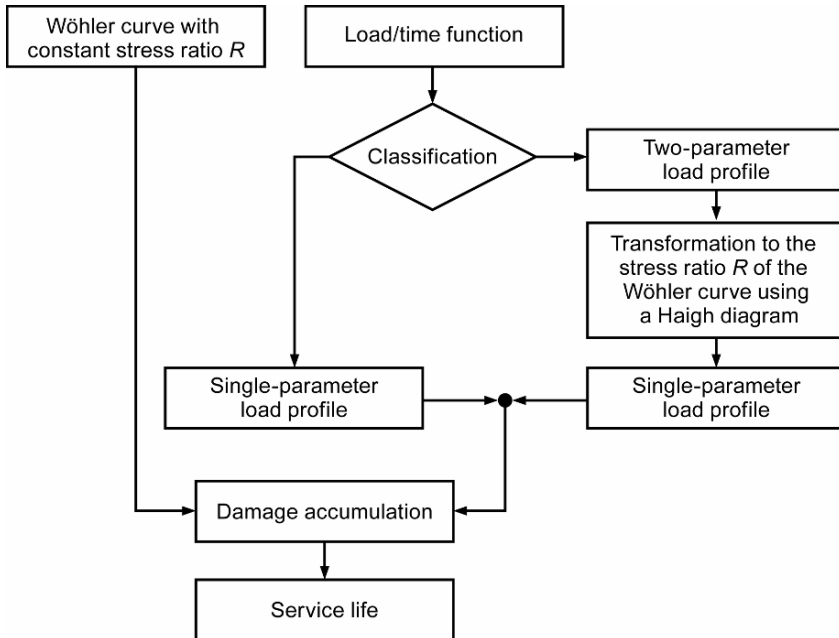 Wöhler curve with
constant stress ratio R
Load/time function
Classification
Two-parameter
load profile
Transformation to the
stress ratio R of the
Wöhler curve using
a Haigh diagram
Single-parameter
load profile
Single-parameter
load profile
Damage accumulation
Service life